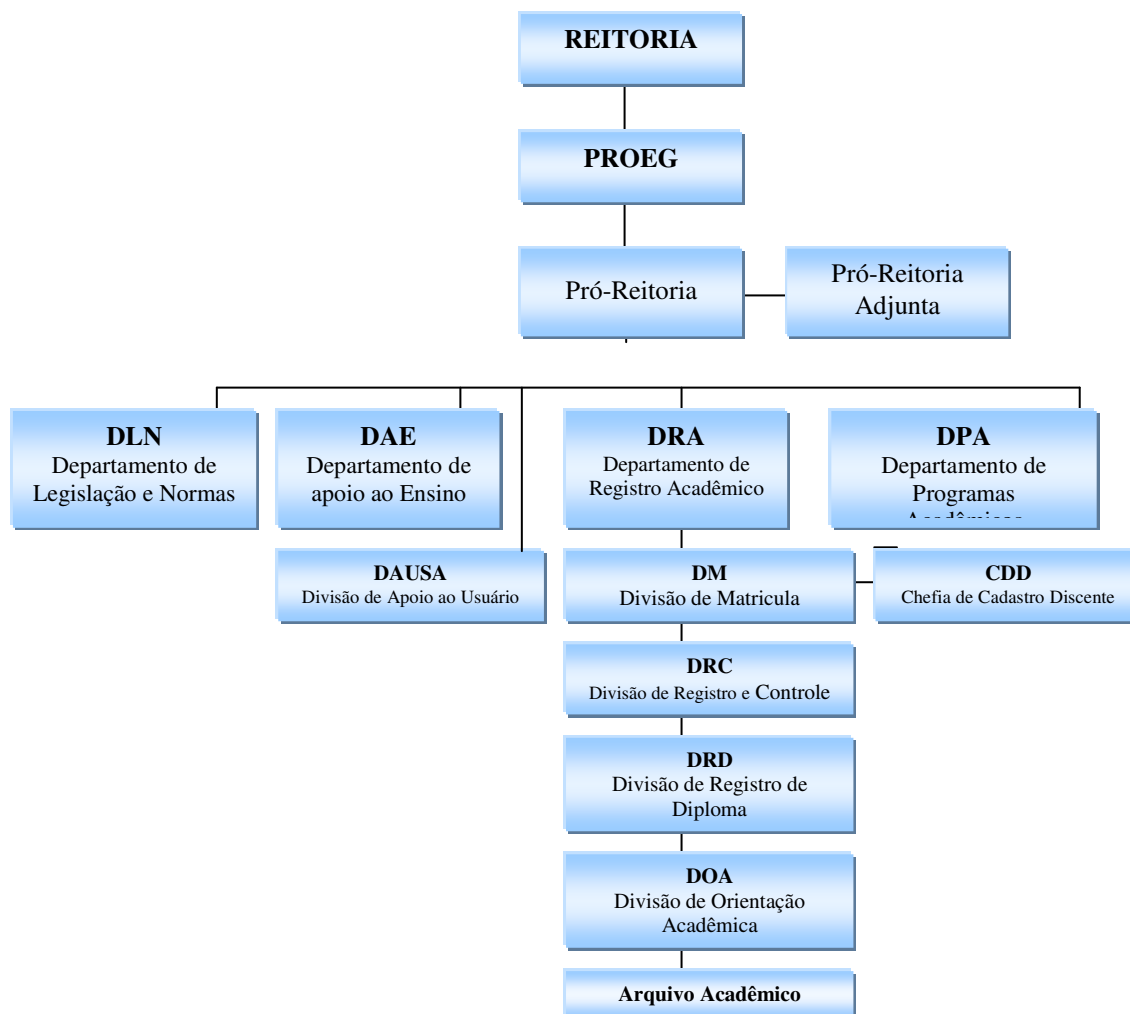 REITORIA
PROEG
Pró-Reitoria
Pró-Reitoria
Adjunta
DLN
Departamento de
Legislação e Normas
DAE
Departamento de
apoio ao Ensino
DRA
Departamento de
Registro Acadêmico
DPA
Departamento de
Programas
Acadêmicos
DAUSA
Divisão de Apoio ao Usuário
DM
Divisão de Matricula
CDD
Chefia de Cadastro Discente
DRC
Divisão de Registro e Controle
DRD
Divisão de Registro de
Diploma
DOA
Divisão de Orientação
Acadêmica
Arquivo Acadêmico